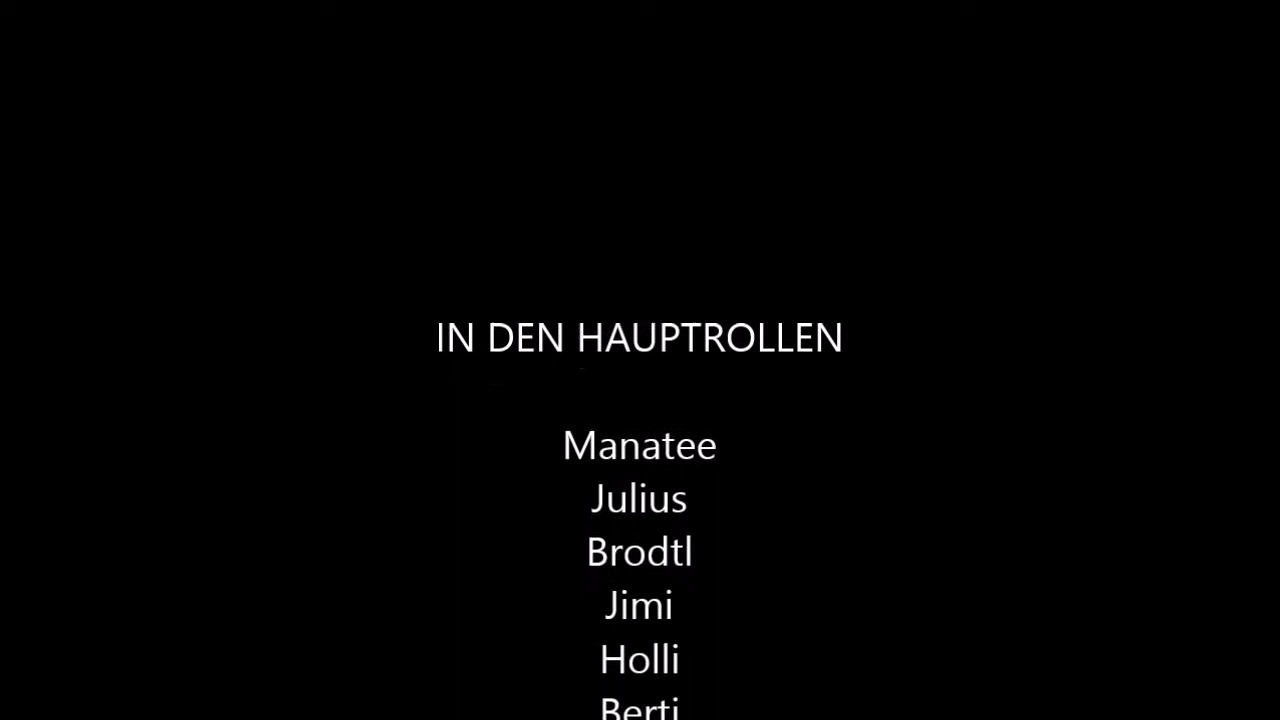 IN DEN HAUPTROLLEN
Manatee
Julius
Brodtl
Jimi
Holli
Berti